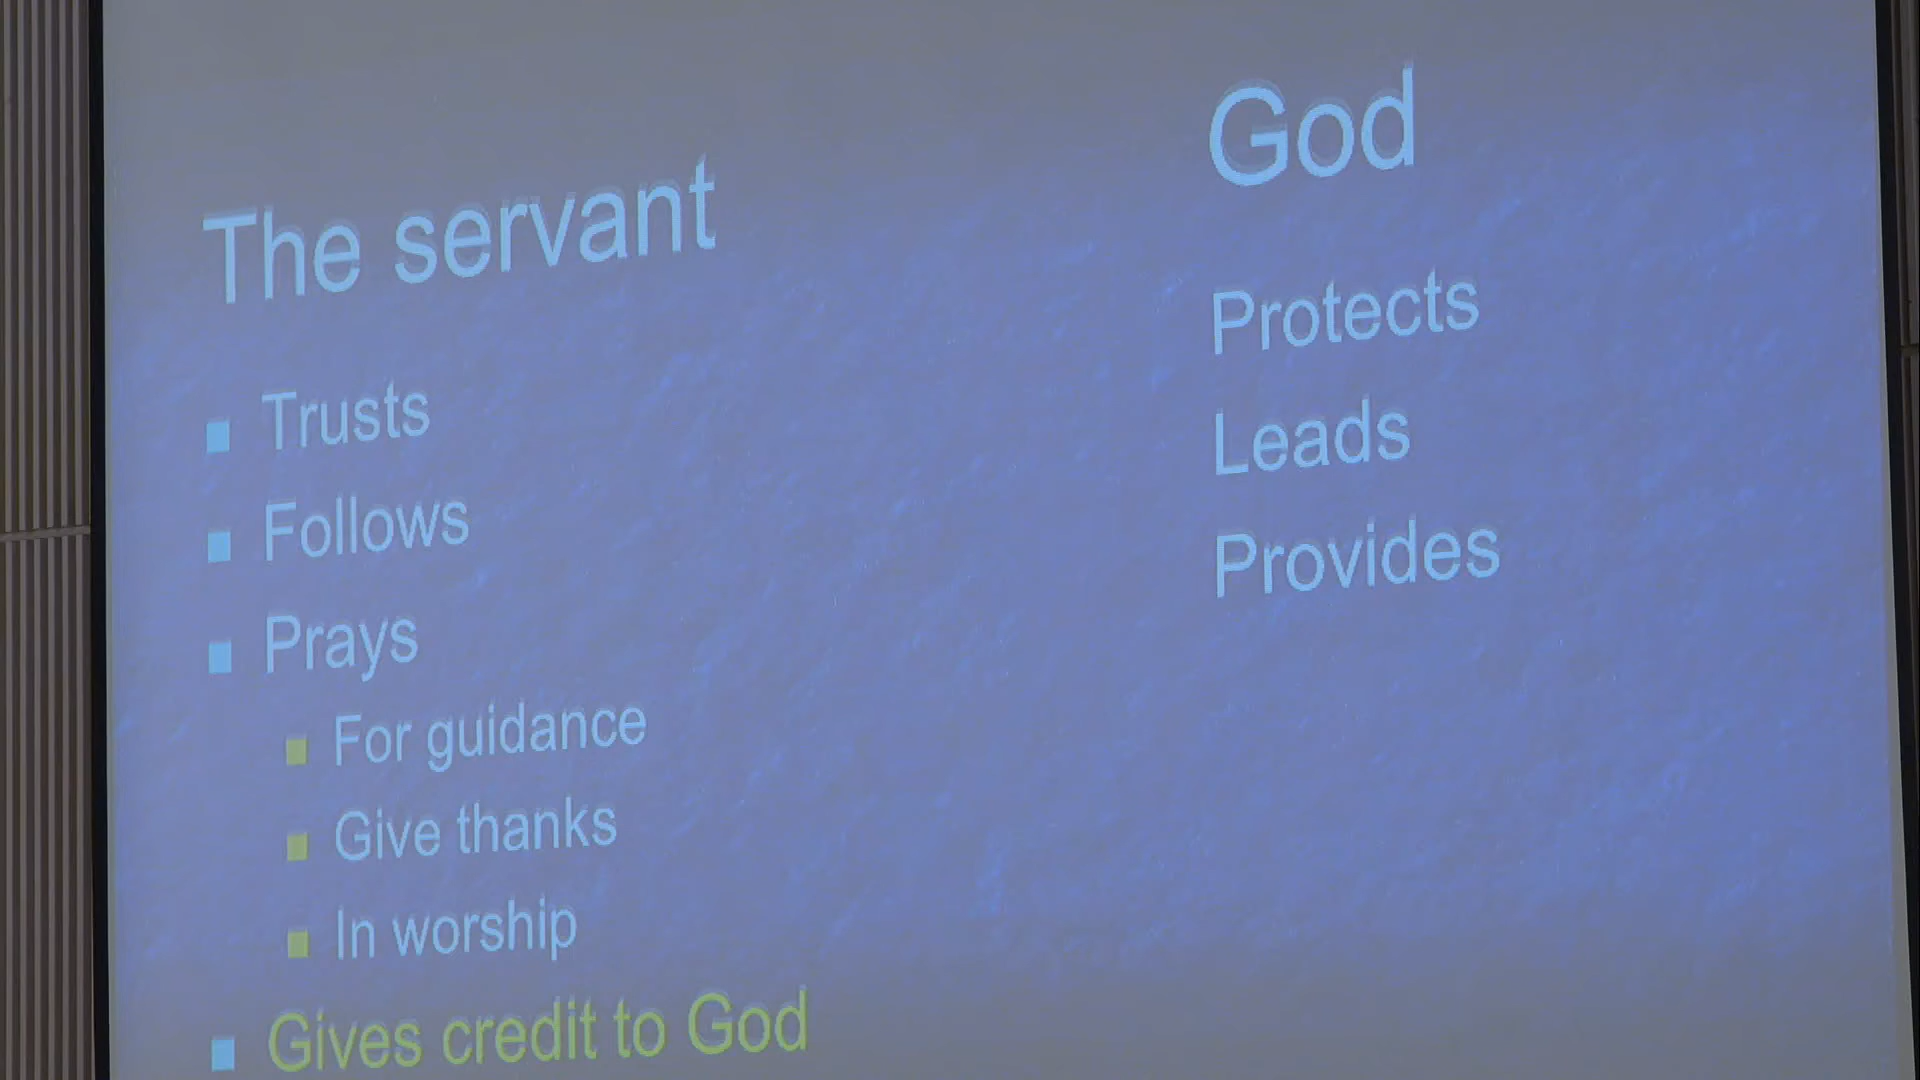 The servant
Trusts
Follows
Prays
For guidance
Give thanks
In worship
Gives credit to God
God
Protects
Leads
Provides